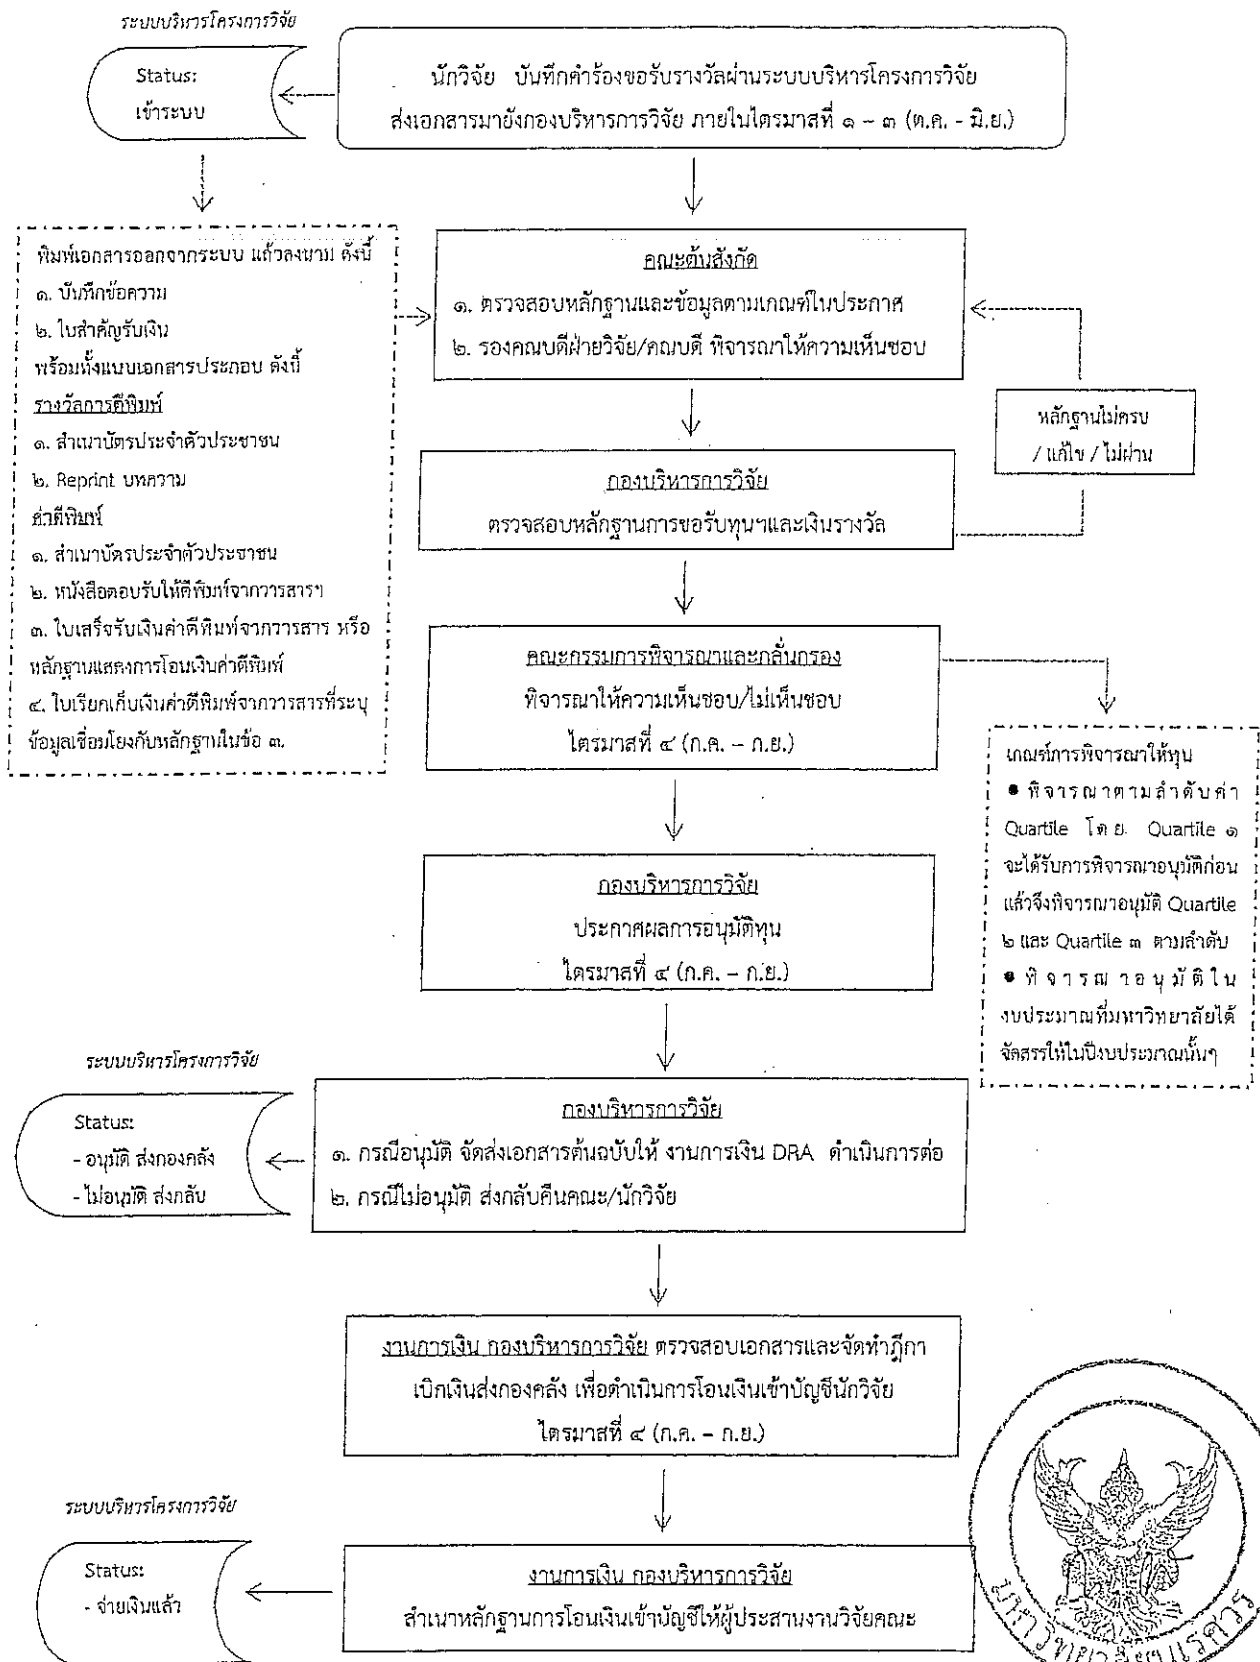 ระบบบริหารโครงการวิจัย
Status:
เข้าระบบ
นักวิจัย บันทึกคำร้องขอรับรางวัลผ่านระบบบริหารโครงการวิจัย
ส่งเอกสารมายังกองบริหารการวิจัย ภายในไตรมาสที่ ๑ – ๓ (ต.ค. - มิ.ย.)
พิมพ์เอกสารออกจากระบบ แล้วลงนาม ดังนี้
๑. บันทึกข้อความ
๒. ใบสำคัญรับเงิน
พร้อมทั้งแนบเอกสารประกอบ ดังนี้
รางวัลการตีพิมพ์
๑. สำเนาบัตรประจำตัวประชาชน
๒. Reprint บทความ
ค่าตีพิมพ์
๑. สำเนาบัตรประจำตัวประชาชน
๒. หนังสือตอบรับให้ตีพิมพ์จากวารสารฯ
๓. ใบเสร็จรับเงินค่าตีพิมพ์จากวารสาร หรือ
หลักฐานแสดงการโอนเงินค่าตีพิมพ์
๔. ใบเรียกเก็บเงินค่าตีพิมพ์จากวารสารที่ระบุ
ข้อมูลเชื่อมโยงกับหลักฐานในข้อ ๓.
คณะต้นสังกัด
๑. ตรวจสอบหลักฐานและข้อมูลตามเกณฑ์ในประกาศ
๒. รองคณบดีฝ่ายวิจัย/คณบดี พิจารณาให้ความเห็นชอบ
หลักฐานไม่ครบ
/ แก้ไข / ไม่ผ่าน
กองบริหารการวิจัย
ตรวจสอบหลักฐานการขอรับทุนฯและเงินรางวัล
คณะกรรมการพิจารณาและกลั่นกรอง
พิจารณาให้ความเห็นชอบ/ไม่เห็นชอบ
ไตรมาสที่ ๔ (ก.ค. – ก.ย.)
เกณฑ์การพิจารณาให้ทุน
● พิจารณาตามลำดับค่า
Quartile โดย Quartile ๑
จะได้รับการพิจารณาอนุมัติก่อน
แล้วจึงพิจารณาอนุมัติ Quartile
๒ และ Quartile ๓ ตามลำดับ
● พิจารณาอนุมัติใน
งบประมาณที่มหาวิทยาลัยได้
จัดสรรให้ในปีงบประมาณนั้นๆ
กองบริหารการวิจัย
ประกาศผลการอนุมัติทุน
ไตรมาสที่ ๔ (ก.ค. – ก.ย.)
ระบบบริหารโครงการวิจัย
Status:
- อนุมัติ ส่งกองคลัง
- ไม่อนุมัติ ส่งกลับ
กองบริหารการวิจัย
๑. กรณีอนุมัติ จัดส่งเอกสารต้นฉบับให้ งานการเงิน DRA ดำเนินการต่อ
๒. กรณีไม่อนุมัติ ส่งกลับคืนคณะ/นักวิจัย
งานการเงิน กองบริหารการวิจัย ตรวจสอบเอกสารและจัดทำฎีกา
เบิกเงินส่งกองคลัง เพื่อดำเนินการโอนเงินเข้าบัญชีนักวิจัย
ไตรมาสที่ ๔ (ก.ค. – ก.ย.)
ระบบบริหารโครงการวิจัย
Status:
- จ่ายเงินแล้ว
งานการเงิน กองบริหารการวิจัย
สำเนาหลักฐานการโอนเงินเข้าบัญชีให้ผู้ประสานงานวิจัยคณะ
มหาวิทยาลัยนเรศวร